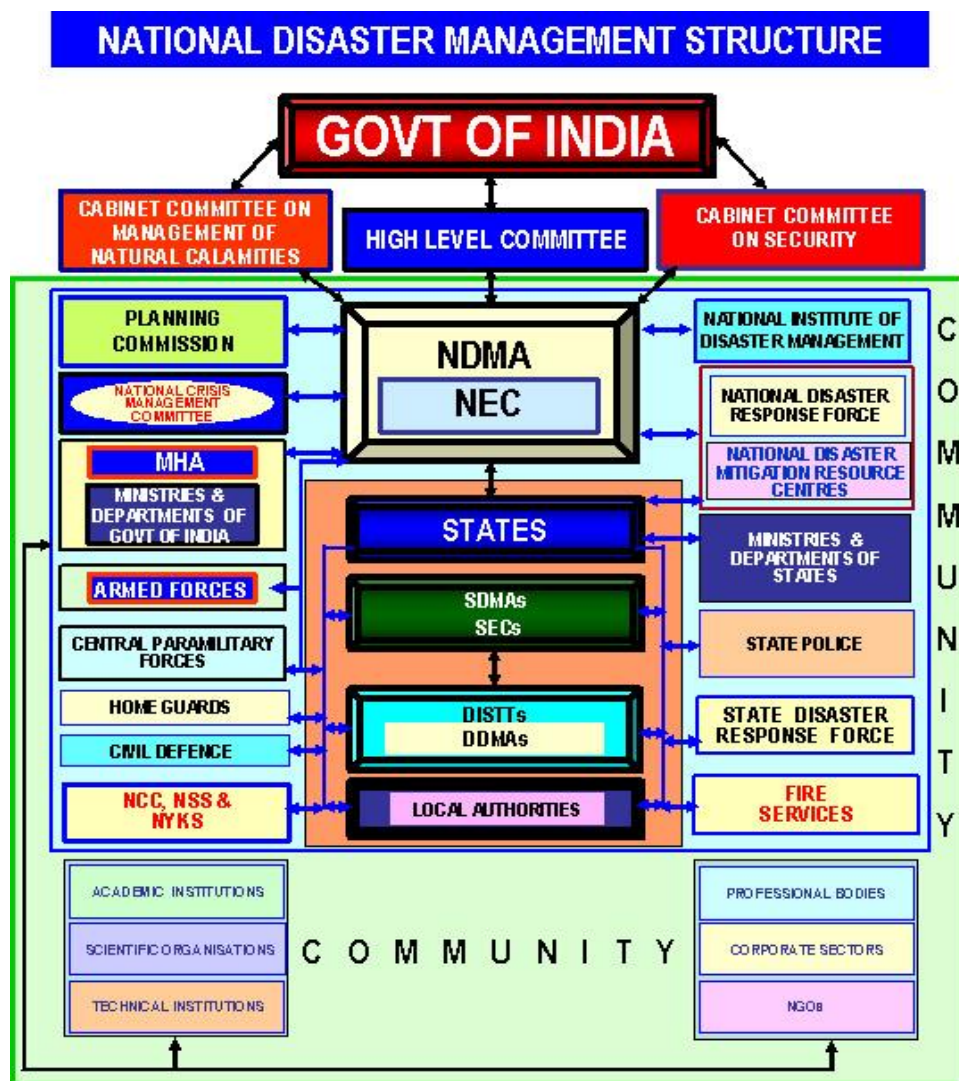 NATIONAL DISASTER MANAGEMENT STRUCTURE
GOVT OF INDIA
CABINET COMMITTEE ON
MANAGEMENT OF
NATURAL CALAMITIES
HIGH LEVEL COMMITTEE
CABINET COMMITTEE
ON SECURITY
PLANNING
COMMISSION
NATIONAL CRISIS
MANAGEMENT
COMMITTEE
MHA
MINISTRIES &
DEPARTMENTS OF
GOVT OF INDIA
ARMED FORCES
CENTRAL PARAMILITARY
FORCES
HOME GUARDS
CIVIL DEFENCE
NCC, NSS &
NYKS
NDMA
NEC
STATES
SDMAs
SECs
DISTTs
DDMAs
LOCAL AUTHORITIES
NATIONAL INSTITUTE OF
DISASTER MANAGEMENT
NATIONAL DISASTER
RESPONSE FORCE
NATIONAL DISASTER
MITIGATION RESOURCE
CENTRES
MINISTRIES &
DEPARTMENTS OF
STATES
STATE POLICE
STATE DISASTER
RESPONSE FORCE
FIRE
SERVICES
COMMUNITY
ACADEMIC INSTITUTIONS
SCIENTIFIC ORGANISATIONS
TECHNICAL INSTITUTIONS
COMMUNITY
PROFESSIONAL BODIES
CORPORATE SECTORS
NGOs